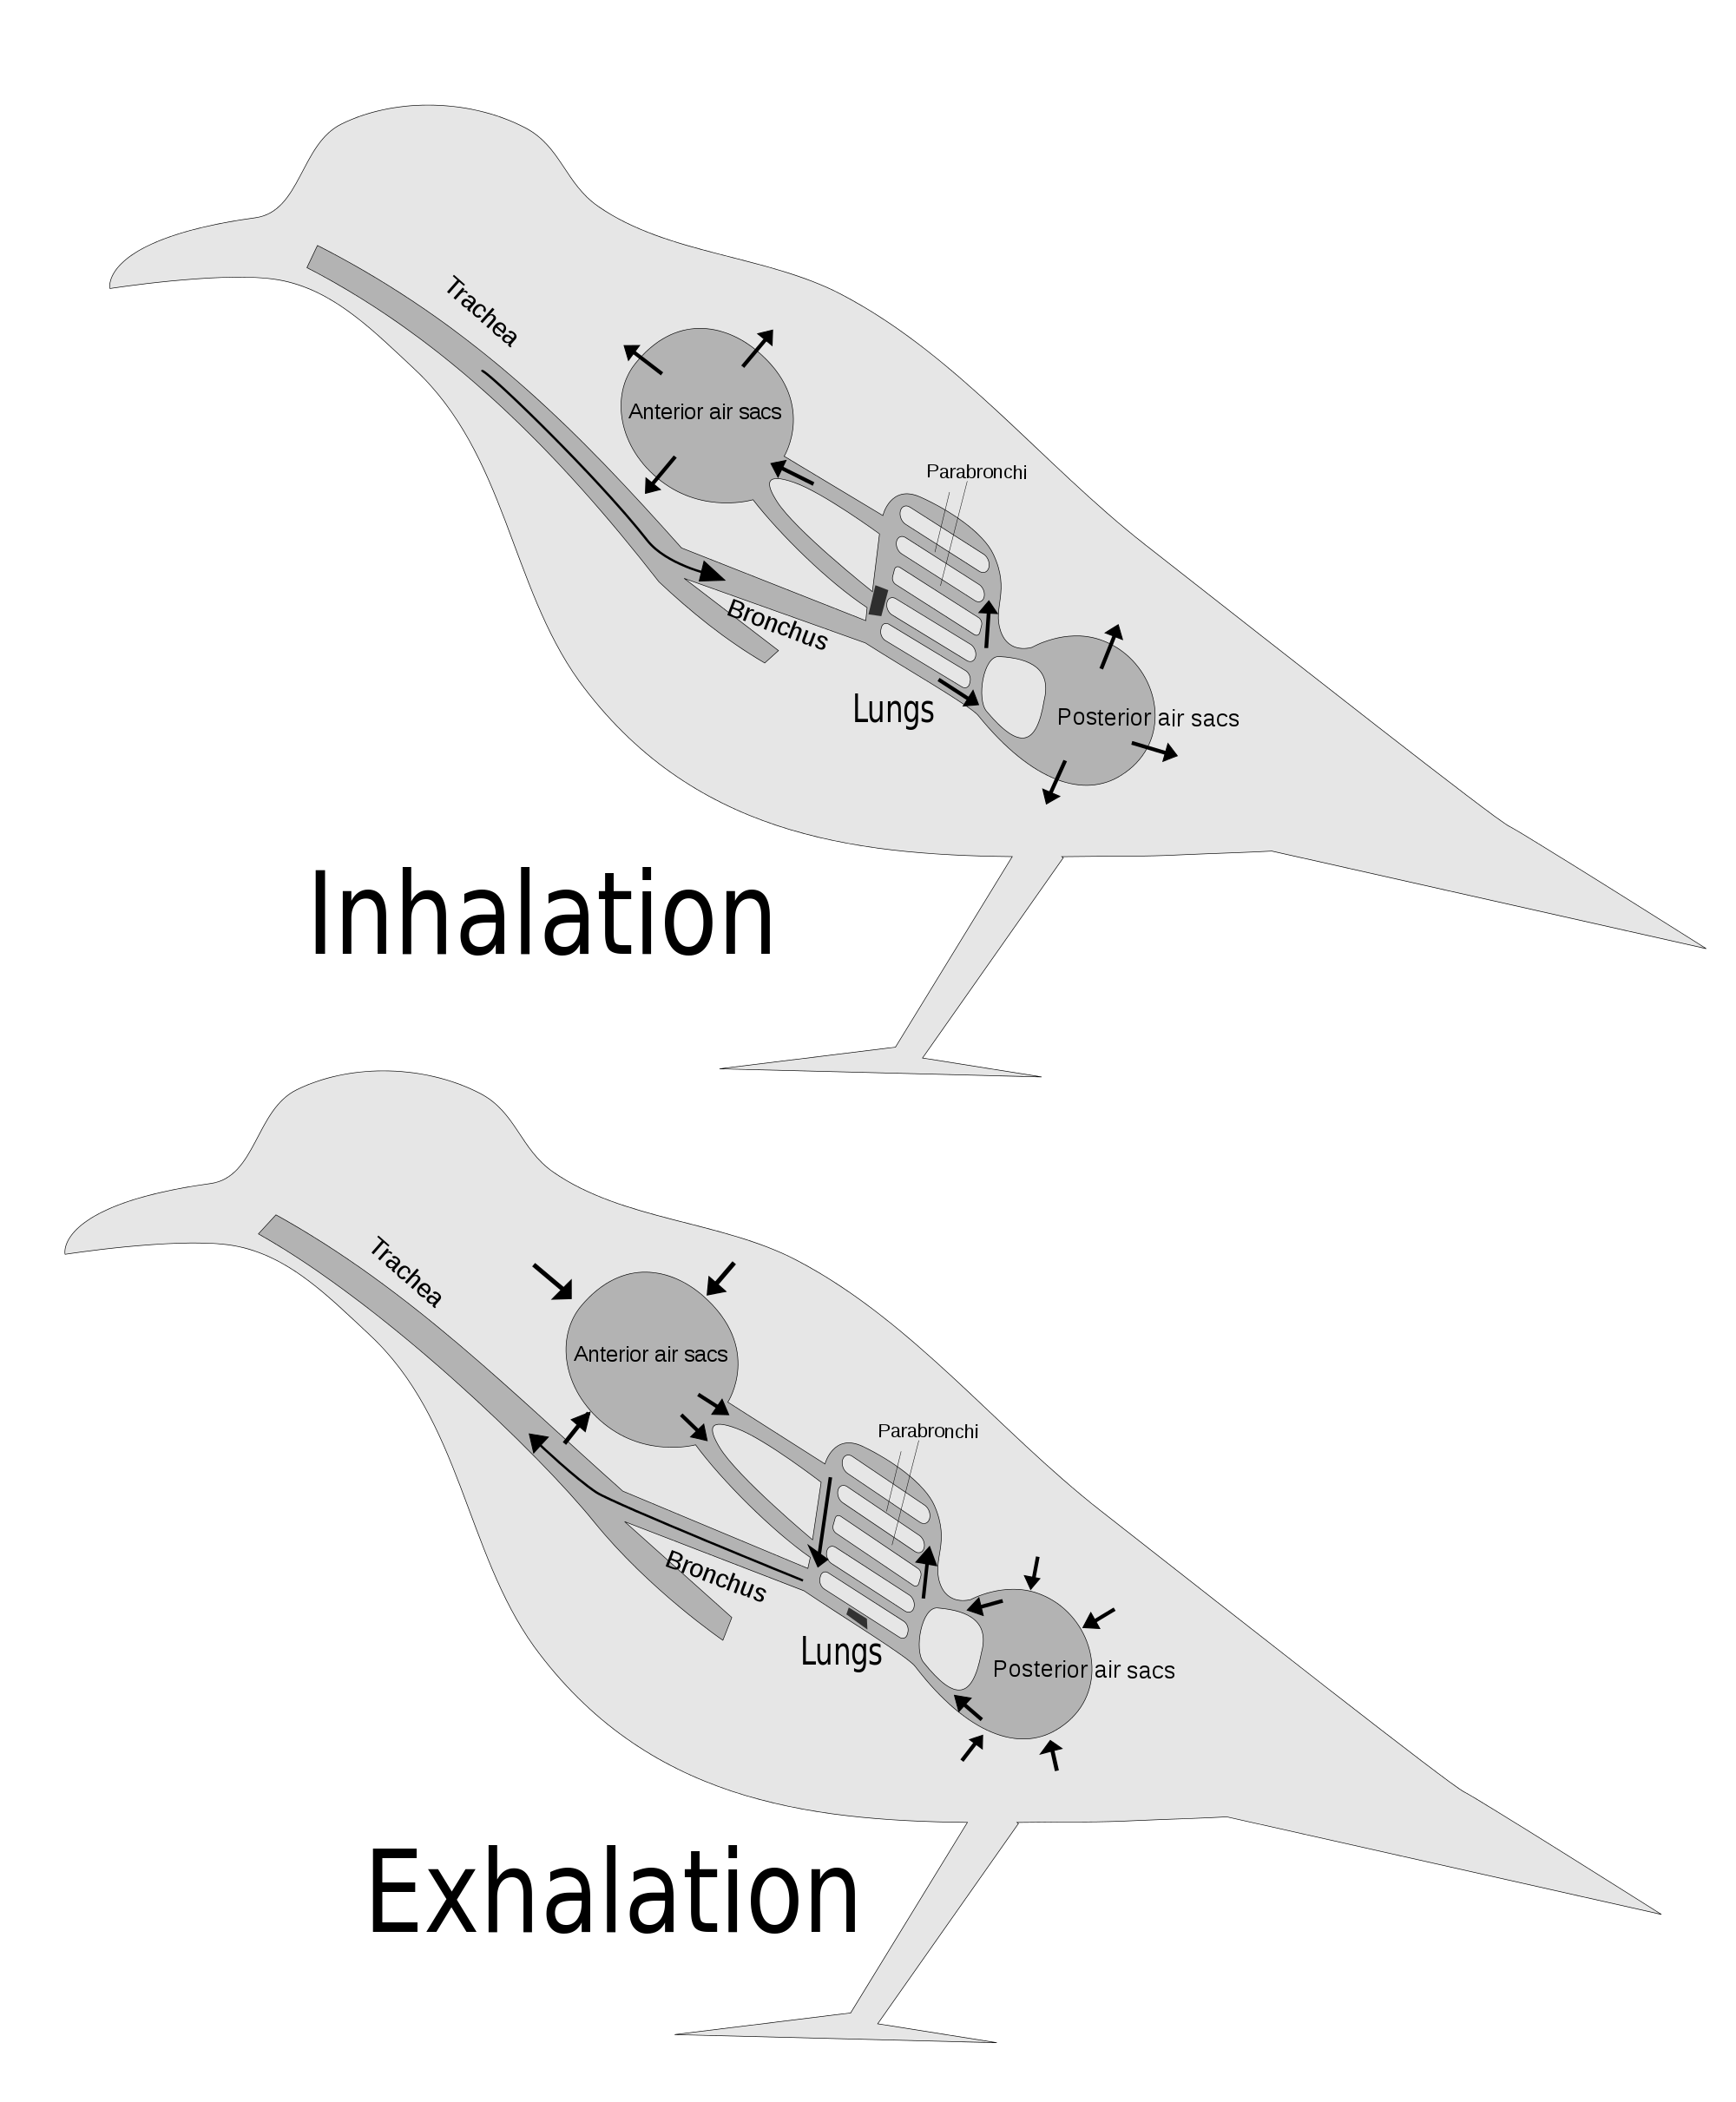 Trachea
Anterior air sacs
Parabronchi
Bronchus
Lungs
Posterior air sacs
Inhalation
Trachea
Anterior air sacs
Parabronchi
Bronchus
Lungs
Posterior air sacs
Exhalation